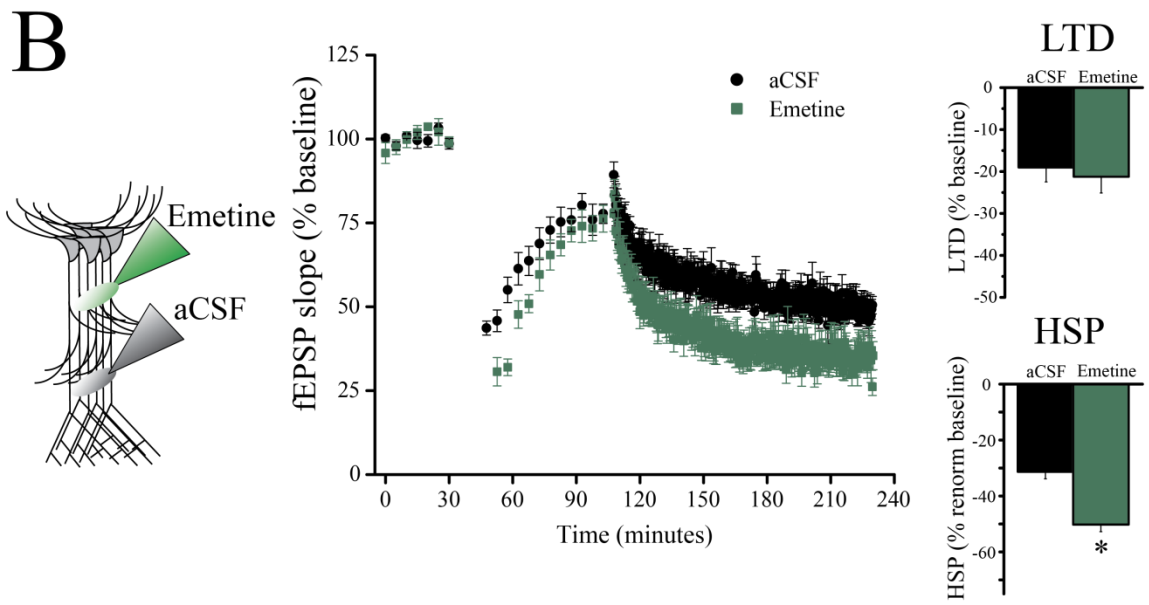 B
Emetine
aCSF
fEPSP slope (% baseline)
125
100
75
50
25
0
0 30 60 90 120 150 180 210 240
Time (minutes)
aCSF
Emetine
LTD
aCSF Emetine
LTD (% baseline)
0
-10
-20
-30
-40
-50
HSP
aCSF Emetine
HSP (% renorm baseline)
0
-20
-40
-60
*